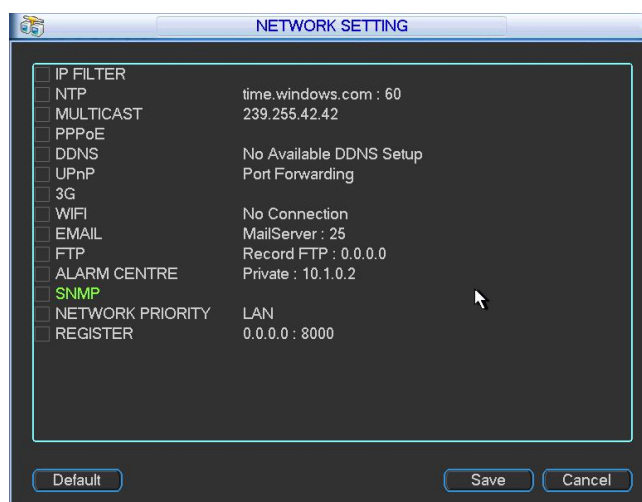 NETWORK SETTING
IP FILTER
NTP time.windows.com : 60
MULTICAST 239.255.42.42
PPPoE
DDNS No Available DDNS Setup
UPnP Port Forwarding
3G
WIFI No Connection
EMAIL MailServer : 25
FTP Record FTP : 0.0.0.0
ALARM CENTRE Private : 10.1.0.2
SNMP
NETWORK PRIORITY LAN
REGISTER 0.0.0.0 : 8000
Default Save Cancel